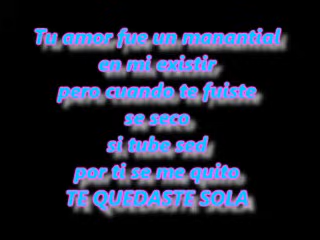 Tu amor fue un manantial
en mi existir
pero cuando te fuiste
se seco
si tube sed
por ti se me quito
TE QUEDASTE SOLA